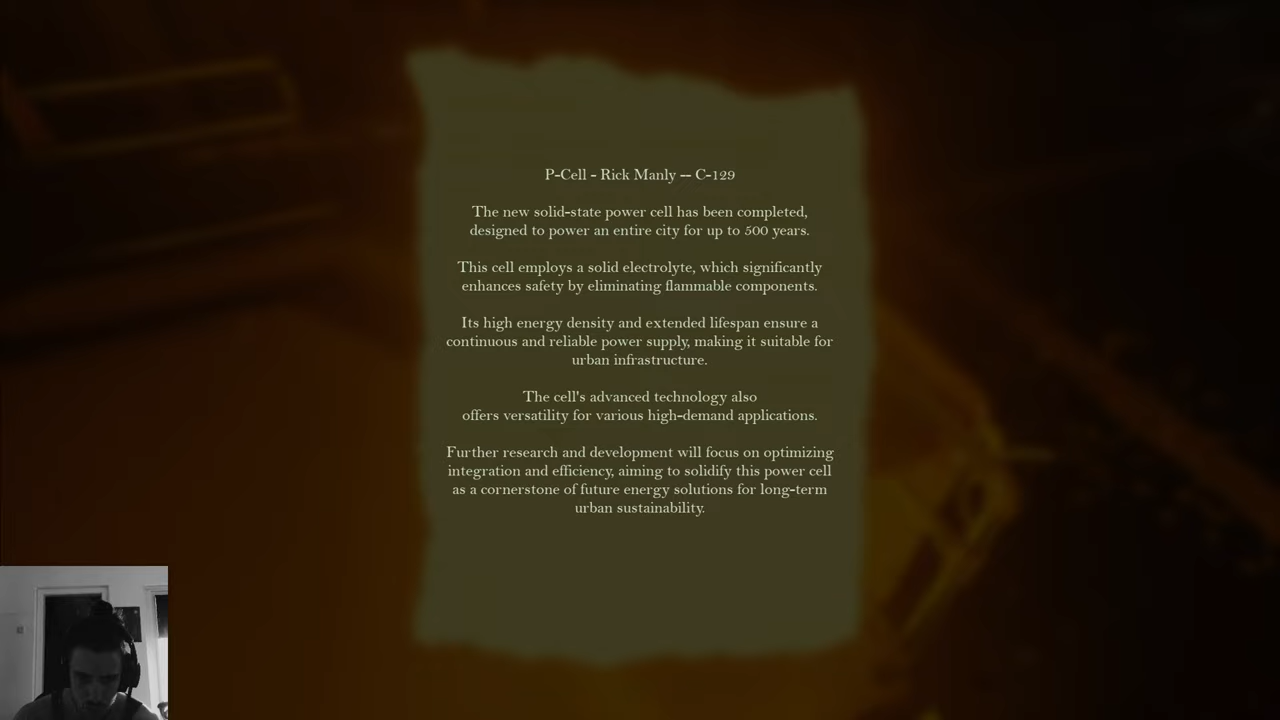 P-Cell - Rick Manly -- C-129
The new solid-state power cell has been completed,
designed to power an entire city for up to 500 years.
This cell employs a solid electrolyte, which significantly
enhances safety by eliminating flammable components.
Its high energy density and extended lifespan ensure a
continuous and reliable power supply, making it suitable for
urban infrastructure.
The cell's advanced technology also
offers versatility for various high-demand applications.
Further research and development will focus on optimizing
integration and efficiency, aiming to solidify this power cell
as a cornerstone of future energy solutions for long-term
urban sustainability.